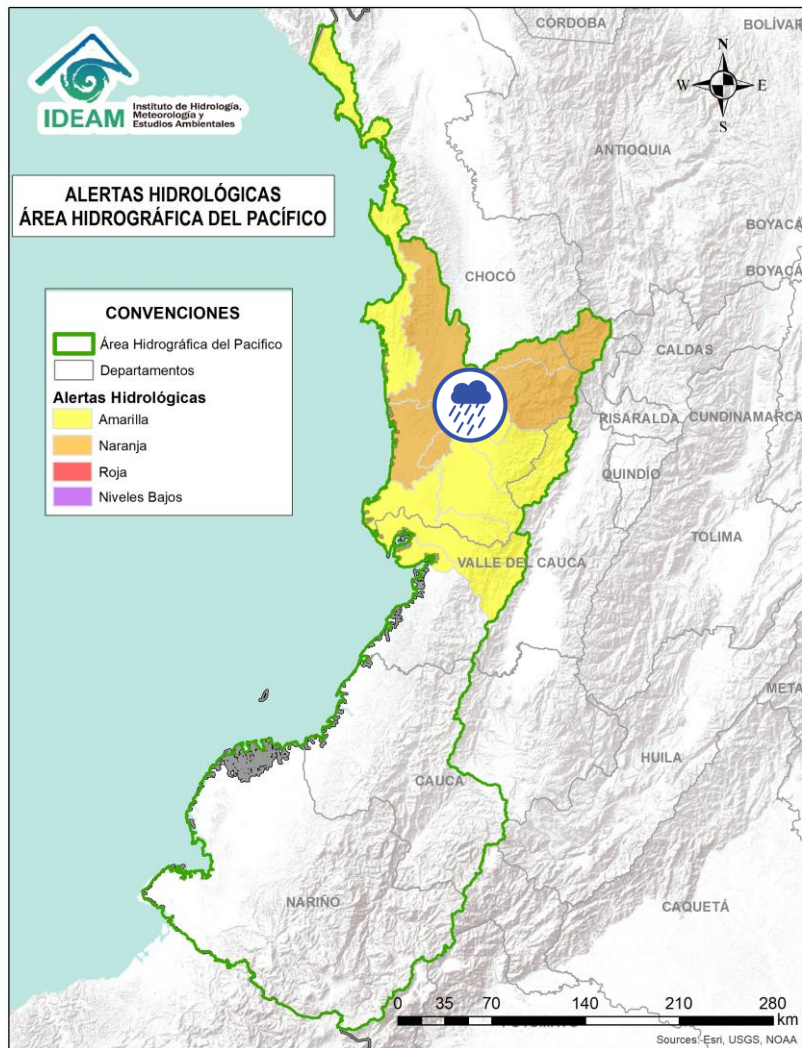 IDEAM
Instituto de Hidrología,
Meteorología y
Estudios Ambientales
ALERTAS HIDROLÓGICAS
ÁREA HIDROGRÁFICA DEL PACÍFICO
CONVENCIONES
Área Hidrográfica del Pacifico
Departamentos
Alertas Hidrológicas
Amarilla
Naranja
Roja
Niveles Bajos
N
W
E
S
CÓRDOBA
BOLÍVAR
ANTIOQUIA
BOYACÁ
BOYACÁ
CHOCÓ
CALDAS
RISARALDA
CUNDINAMARCA
QUINDÍO
TOLIMA
VALLE DEL CAUCA
META
HUILA
CAUCA
NARIÑO
CAQUETÁ
0 35 70 140 210 280
km
Sources: Esri, USGS, NOAA